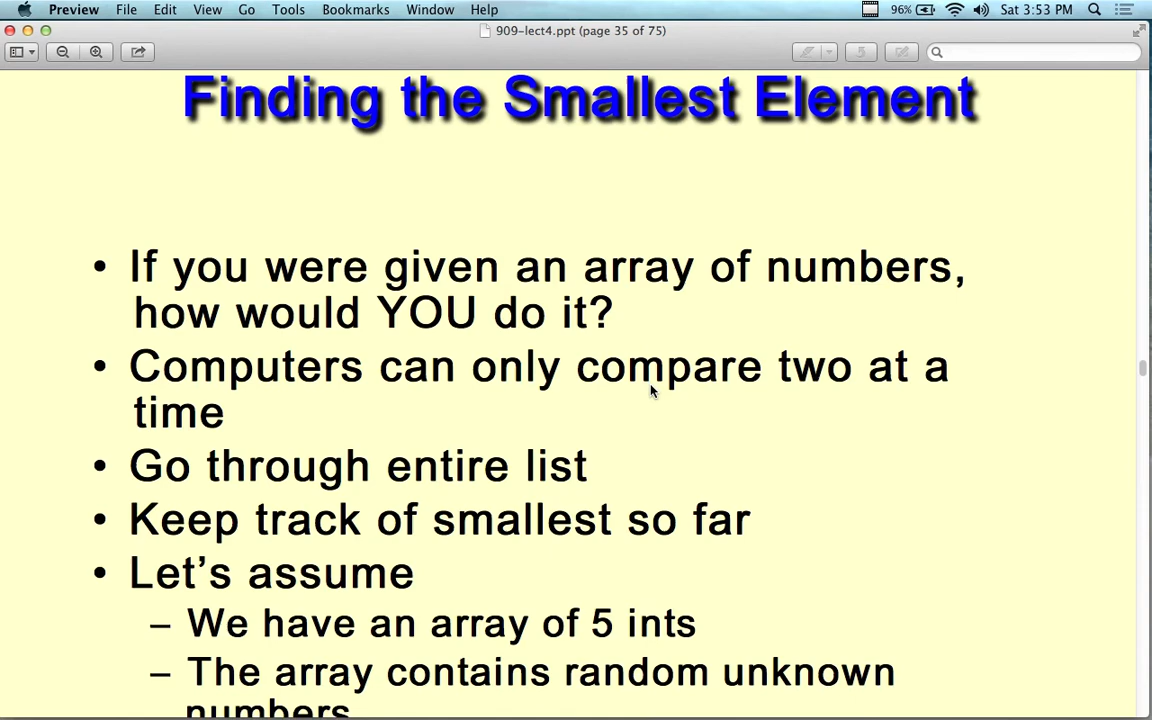 Preview File Edit View Go Tools Bookmarks Window Help 96% Sat 3:53 PM
909-lect4.ppt (page 35 of 75)
Finding the Smallest Element
• If you were given an array of numbers,
how would YOU do it?
• Computers can only compare two at a
time
• Go through entire list
• Keep track of smallest so far
• Let’s assume
– We have an array of 5 ints
– The array contains random unknown
numbers